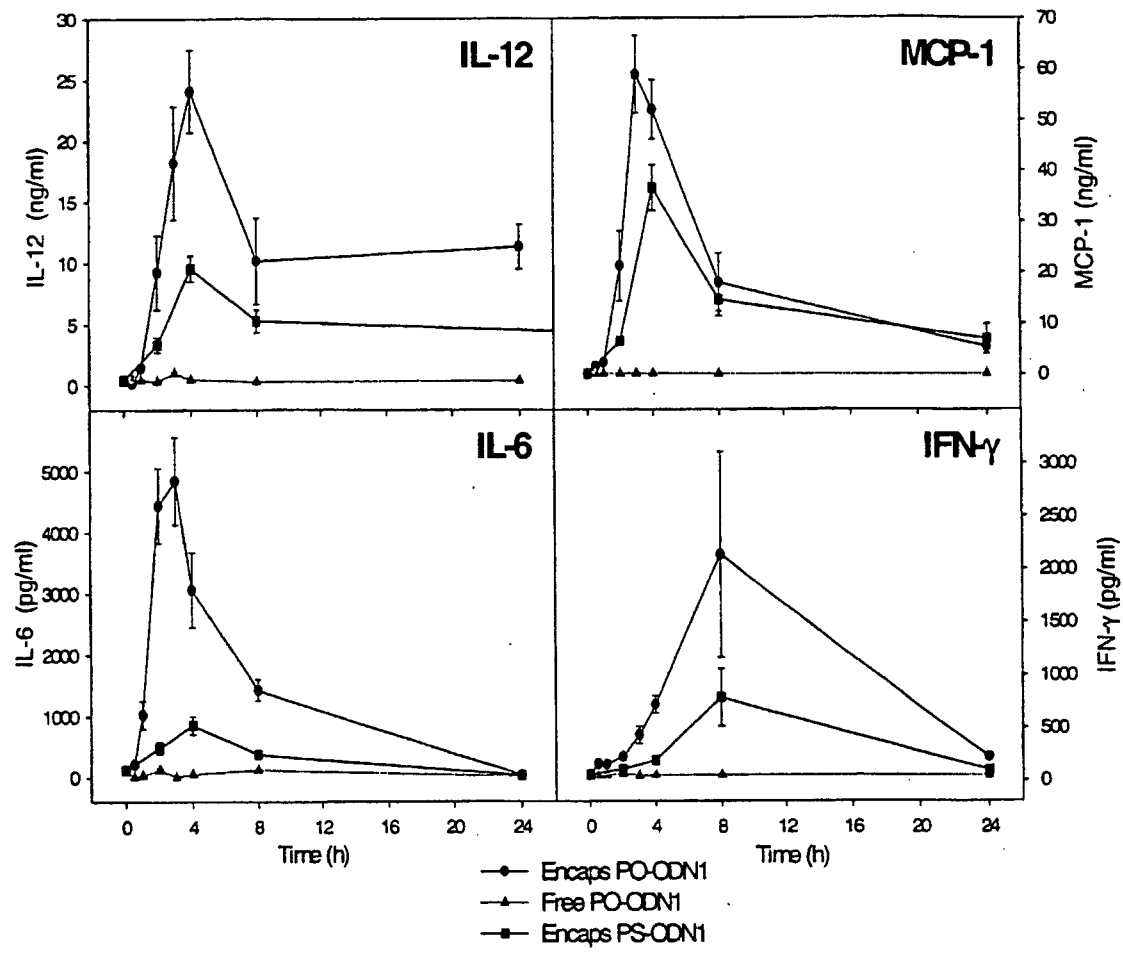 IL-12
30
25
20
15
10
5
0
IL-12 (ng/ml)
MCP-1
70
60
50
40
30
20
10
0
MCP-1 (ng/ml)
IL-6
5000
4000
3000
2000
1000
0
IL-6 (pg/ml)
IFN-γ
3000
2500
2000
1500
1000
500
0
IFN-γ (pg/ml)
0 4 8 12 16 20 24
Time (h)
0 4 8 12 16 20 24
Time (h)
Encaps PO-ODN1
Free PO-ODN1
Encaps PS-ODN1